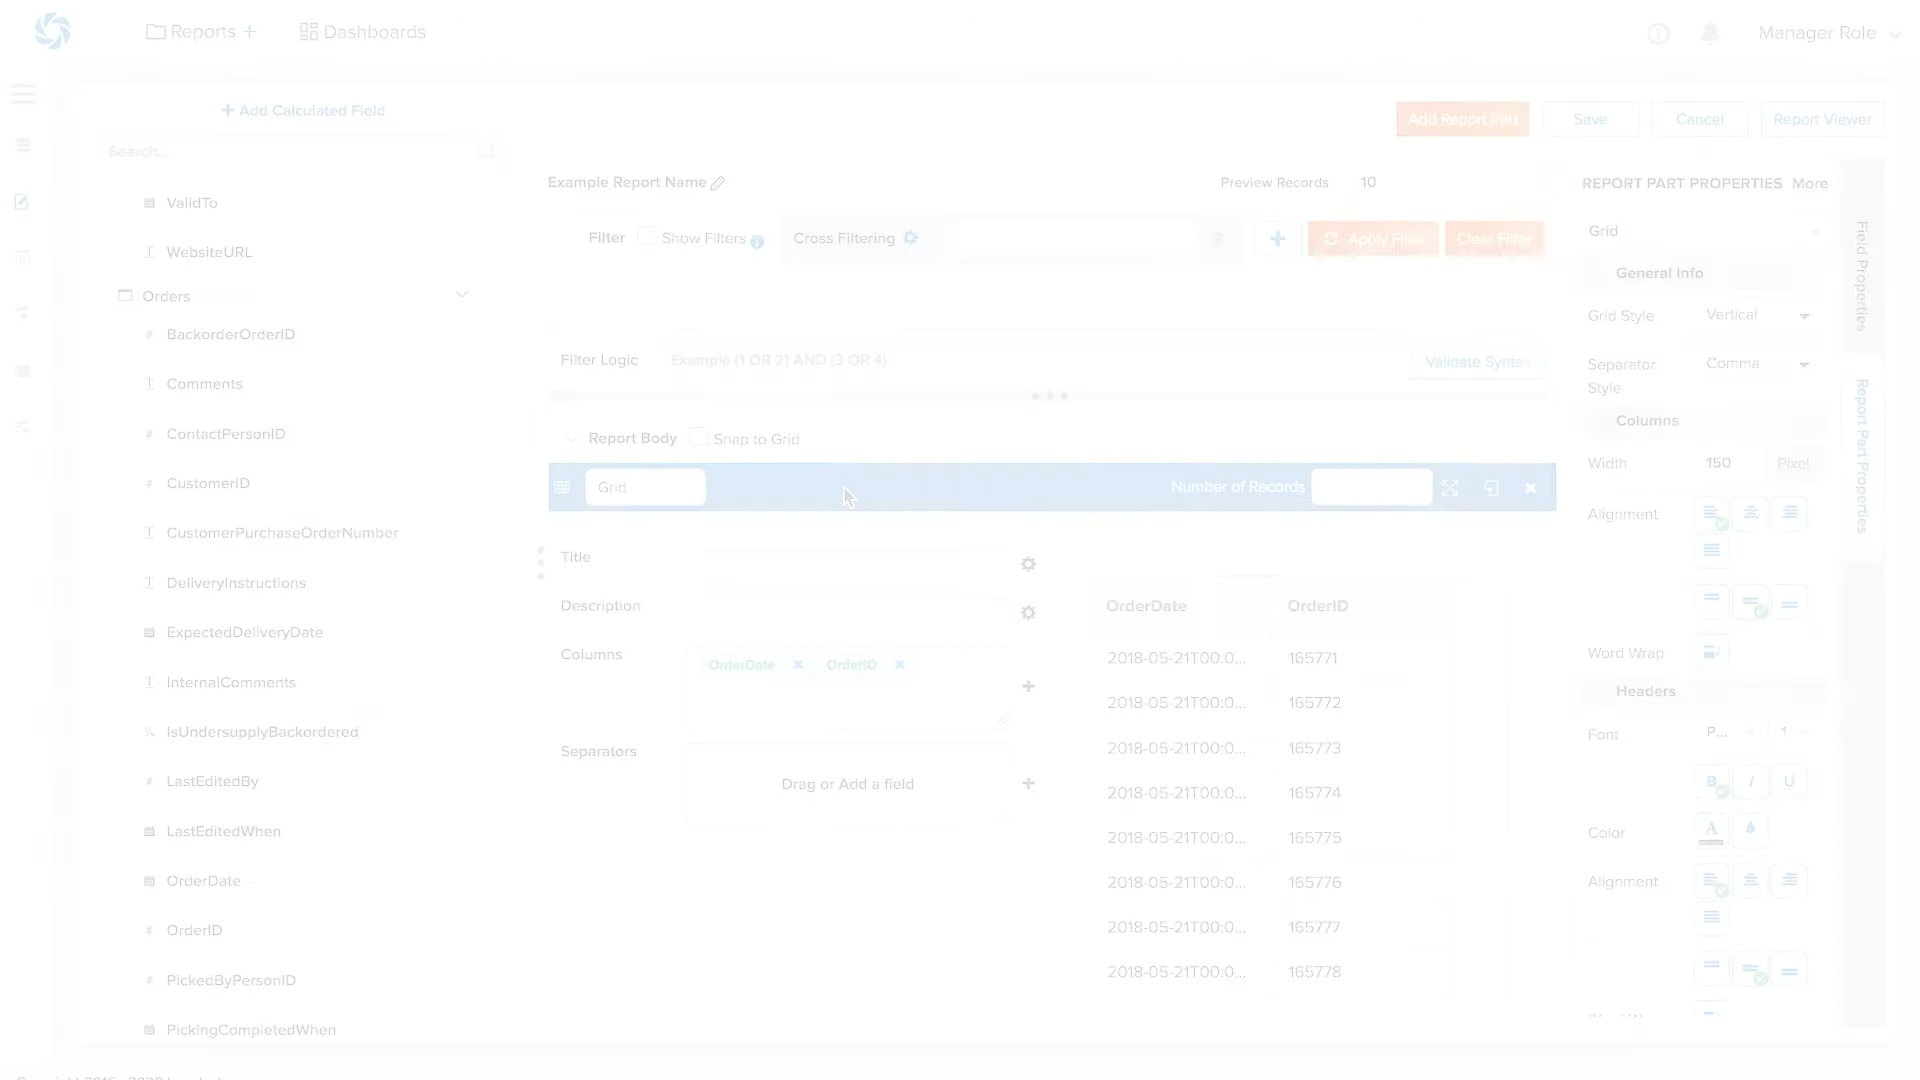 Reports +
Dashboards
Manager Role
+ Add Calculated Field
Add Report Part
Save
Cancel
Report Viewer
Search...
Example Report Name
Preview Records 10
REPORT PART PROPERTIES More
ValidTo
WebsiteURL
Orders
BackorderOrderID
Comments
ContactPersonID
CustomerID
CustomerPurchaseOrderNumber
DeliveryInstructions
ExpectedDeliveryDate
InternalComments
IsUndersupplyBackordered
LastEditedBy
LastEditedWhen
OrderDate
OrderID
PickedByPersonID
PickingCompletedWhen
Filter
Show Filters
Cross Filtering
Apply Filter
Clear Filter
Filter Logic
Example (1 OR 2) AND (3 OR 4)
Validate Syntax
Report Body
Snap to Grid
Grid
Number of Records
Title
Description
Columns
OrderDate
OrderID
Separators
Drag or Add a field
OrderDate OrderID
2018-05-21T00:0... 165771
2018-05-21T00:0... 165772
2018-05-21T00:0... 165773
2018-05-21T00:0... 165774
2018-05-21T00:0... 165775
2018-05-21T00:0... 165776
2018-05-21T00:0... 165777
2018-05-21T00:0... 165778
Grid
General Info
Grid Style Vertical
Separator Style Comma
Columns
Width 150 Pixel
Alignment
Word Wrap
Headers
Font P... 1
B I U
Color A
Alignment
Field Properties
Report Part Properties